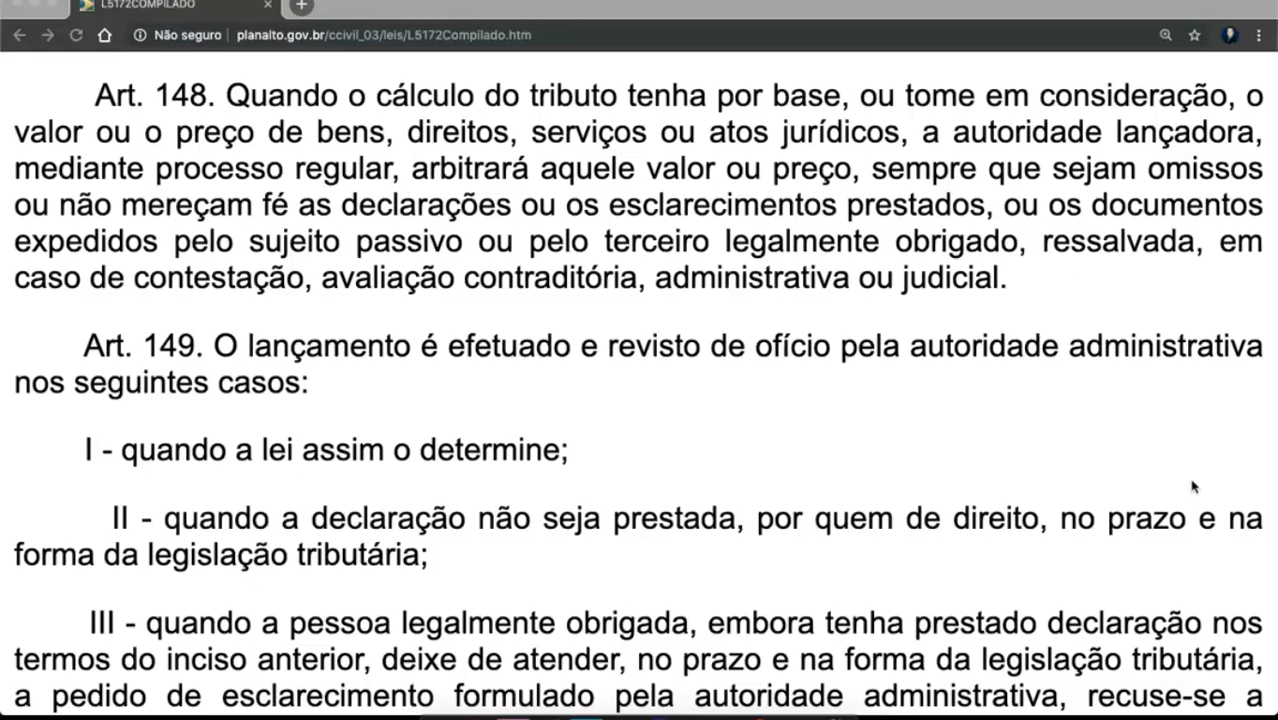 L5172COMPILADO
Não seguro planalto.gov.br/ccivil_03/leis/L5172Compilado.htm
Art. 148. Quando o cálculo do tributo tenha por base, ou tome em consideração, o
valor ou o preço de bens, direitos, serviços ou atos jurídicos, a autoridade lançadora,
mediante processo regular, arbitrará aquele valor ou preço, sempre que sejam omissos
ou não mereçam fé as declarações ou os esclarecimentos prestados, ou os documentos
expedidos pelo sujeito passivo ou pelo terceiro legalmente obrigado, ressalvada, em
caso de contestação, avaliação contraditória, administrativa ou judicial.
Art. 149. O lançamento é efetuado e revisto de ofício pela autoridade administrativa
nos seguintes casos:
I - quando a lei assim o determine;
II - quando a declaração não seja prestada, por quem de direito, no prazo e na
forma da legislação tributária;
III - quando a pessoa legalmente obrigada, embora tenha prestado declaração nos
termos do inciso anterior, deixe de atender, no prazo e na forma da legislação tributária,
a pedido de esclarecimento formulado pela autoridade administrativa, recuse-se a